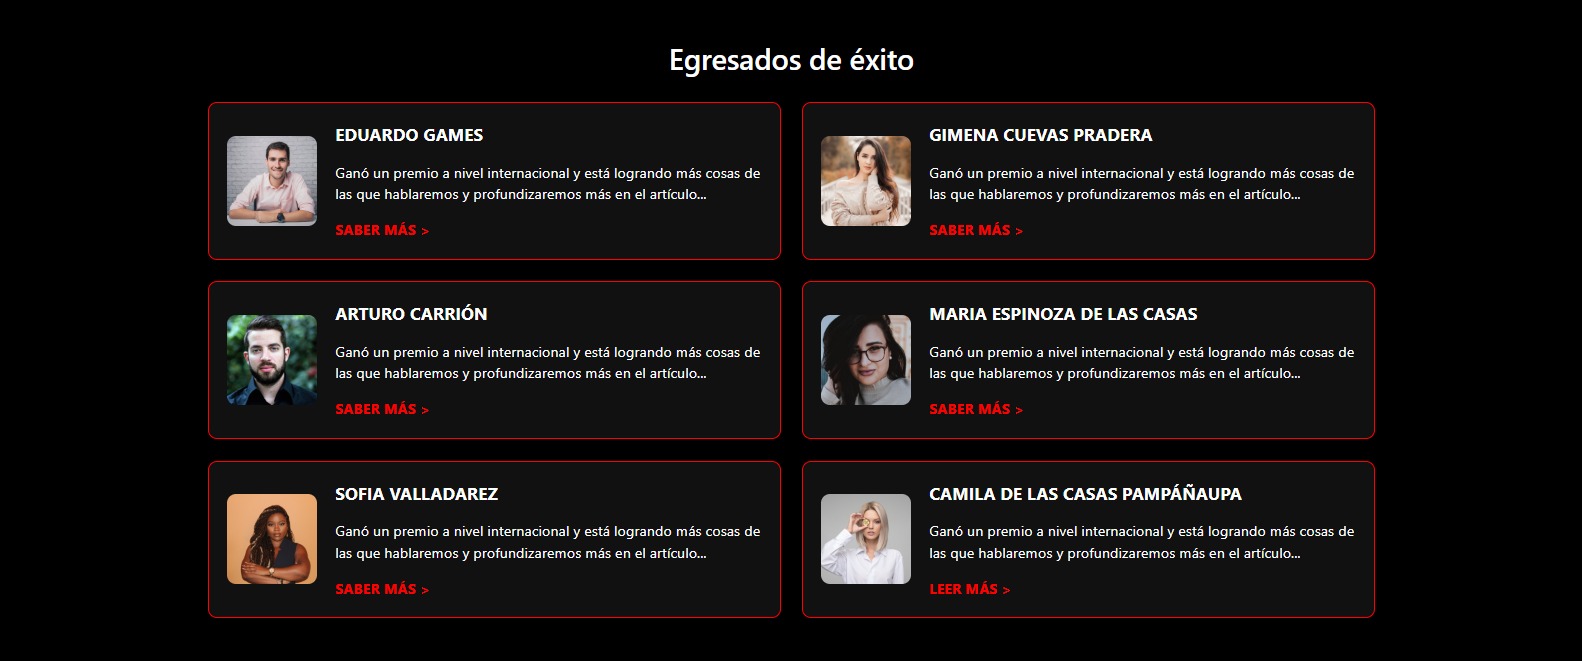 Egresados de éxito
EDUARDO GAMES
Ganó un premio a nivel internacional y está logrando más cosas de
las que hablaremos y profundizaremos más en el artículo...
SABER MÁS >
GIMENA CUEVAS PRADERA
Ganó un premio a nivel internacional y está logrando más cosas de
las que hablaremos y profundizaremos más en el artículo...
SABER MÁS >
ARTURO CARRIÓN
Ganó un premio a nivel internacional y está logrando más cosas de
las que hablaremos y profundizaremos más en el artículo...
SABER MÁS >
MARIA ESPINOZA DE LAS CASAS
Ganó un premio a nivel internacional y está logrando más cosas de
las que hablaremos y profundizaremos más en el artículo...
SABER MÁS >
SOFIA VALLADAREZ
Ganó un premio a nivel internacional y está logrando más cosas de
las que hablaremos y profundizaremos más en el artículo...
SABER MÁS >
CAMILA DE LAS CASAS PAMPÁÑAUPA
Ganó un premio a nivel internacional y está logrando más cosas de
las que hablaremos y profundizaremos más en el artículo...
LEER MÁS >